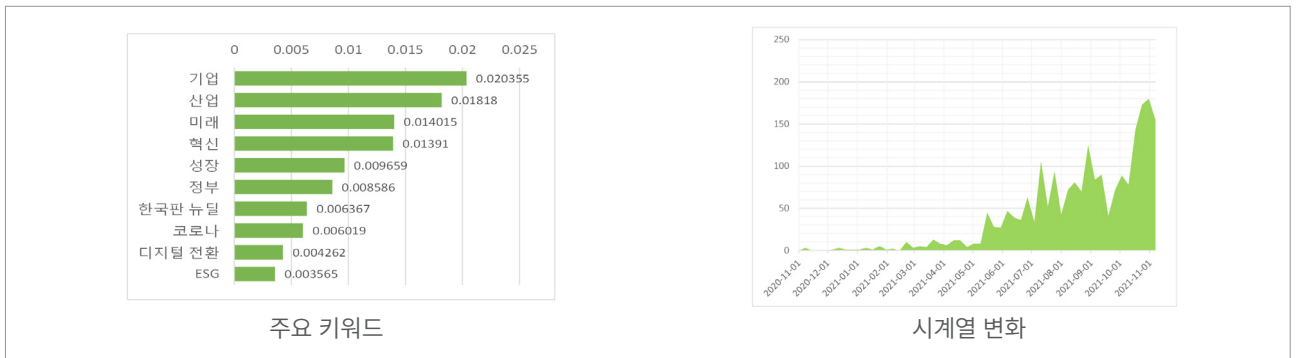 0 0.005 0.01 0.015 0.02 0.025
기업 0.020355
산업 0.01818
미래 0.014015
혁신 0.01391
성장 0.009659
정부 0.008586
한국판 뉴딜 0.006367
코로나 0.006019
디지털 전환 0.004262
ESG 0.003565
주요 키워드
250
200
150
100
50
0
2020-11-01 2020-12-01 2021-01-01 2021-02-01 2021-03-01 2021-04-01 2021-05-01 2021-06-01 2021-07-01 2021-08-01 2021-09-01 2021-10-01 2021-11-01
시계열 변화